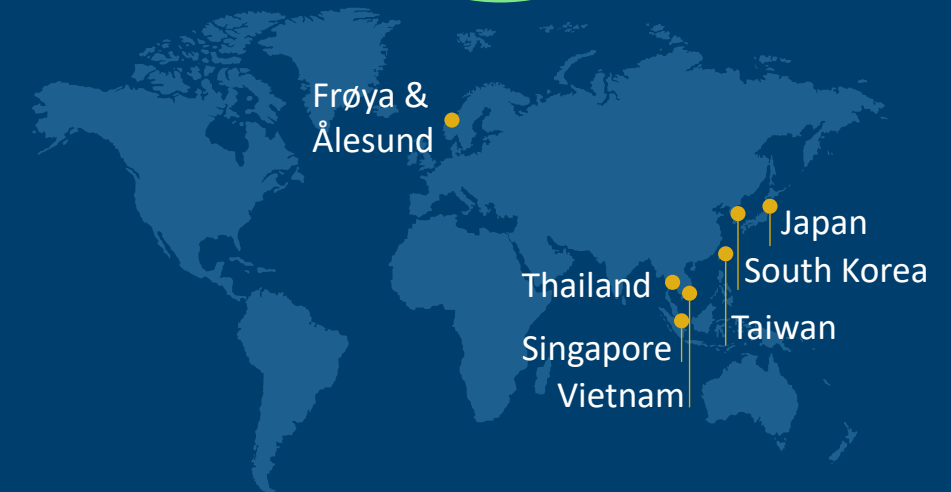 Frøya &
Ålesund
Japan
South Korea
Thailand
Taiwan
Singapore
Vietnam